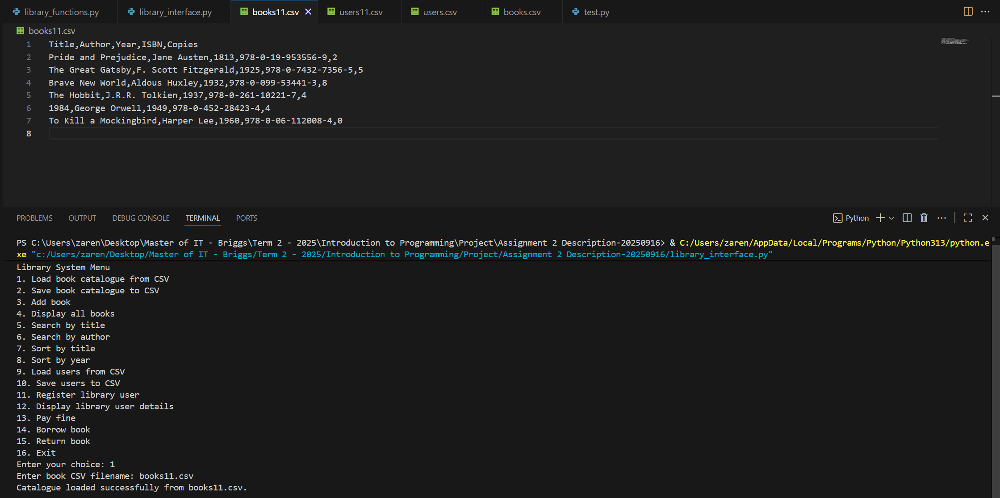 library_functions.py library_interface.py books11.csv users11.csv users.csv books.csv test.py
books11.csv
1 Title,Author,Year,ISBN,Copies
2 Pride and Prejudice,Jane Austen,1813,978-0-19-953556-9,2
3 The Great Gatsby,F. Scott Fitzgerald,1925,978-0-7432-7356-5,5
4 Brave New World,Aldous Huxley,1932,978-0-099-53441-3,8
5 The Hobbit,J.R.R. Tolkien,1937,978-0-261-10221-7,4
6 1984,George Orwell,1949,978-0-452-28423-4,4
7 To Kill a Mockingbird,Harper Lee,1960,978-0-06-112008-4,0
8
PROBLEMS OUTPUT DEBUG CONSOLE TERMINAL PORTS Python
PS C:\Users\zaren\Desktop\Master of IT - Briggs\Term 2 - 2025\Introduction to Programming\Project\Assignment 2 Description-20250916> & C:/Users/zaren/AppData/Local/Programs/Python/Python313/python.e
xe "c:/Users/zaren/Desktop/Master of IT - Briggs/Term 2 - 2025/Introduction to Programming/Project/Assignment 2 Description-20250916/library_interface.py"
Library System Menu
1. Load book catalogue from CSV
2. Save book catalogue to CSV
3. Add book
4. Display all books
5. Search by title
6. Search by author
7. Sort by title
8. Sort by year
9. Load users from CSV
10. Save users to CSV
11. Register library user
12. Display library user details
13. Pay fine
14. Borrow book
15. Return book
16. Exit
Enter your choice: 1
Enter book CSV filename: books11.csv
Catalogue loaded successfully from books11.csv.